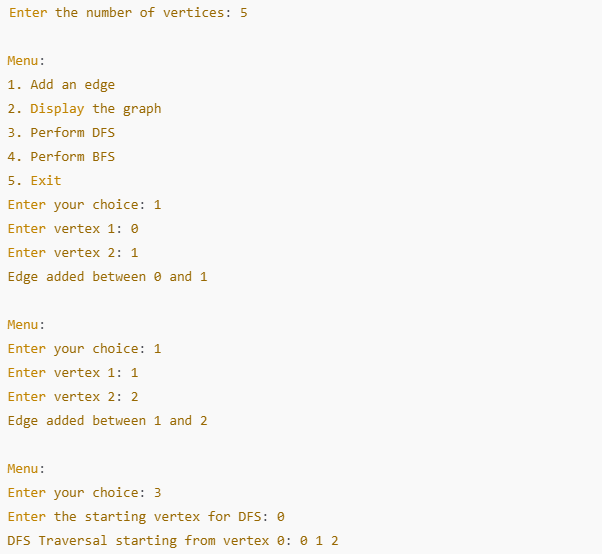 Enter the number of vertices: 5
Menu:
1. Add an edge
2. Display the graph
3. Perform DFS
4. Perform BFS
5. Exit
Enter your choice: 1
Enter vertex 1: 0
Enter vertex 2: 1
Edge added between 0 and 1
Menu:
Enter your choice: 1
Enter vertex 1: 1
Enter vertex 2: 2
Edge added between 1 and 2
Menu:
Enter your choice: 3
Enter the starting vertex for DFS: 0
DFS Traversal starting from vertex 0: 0 1 2